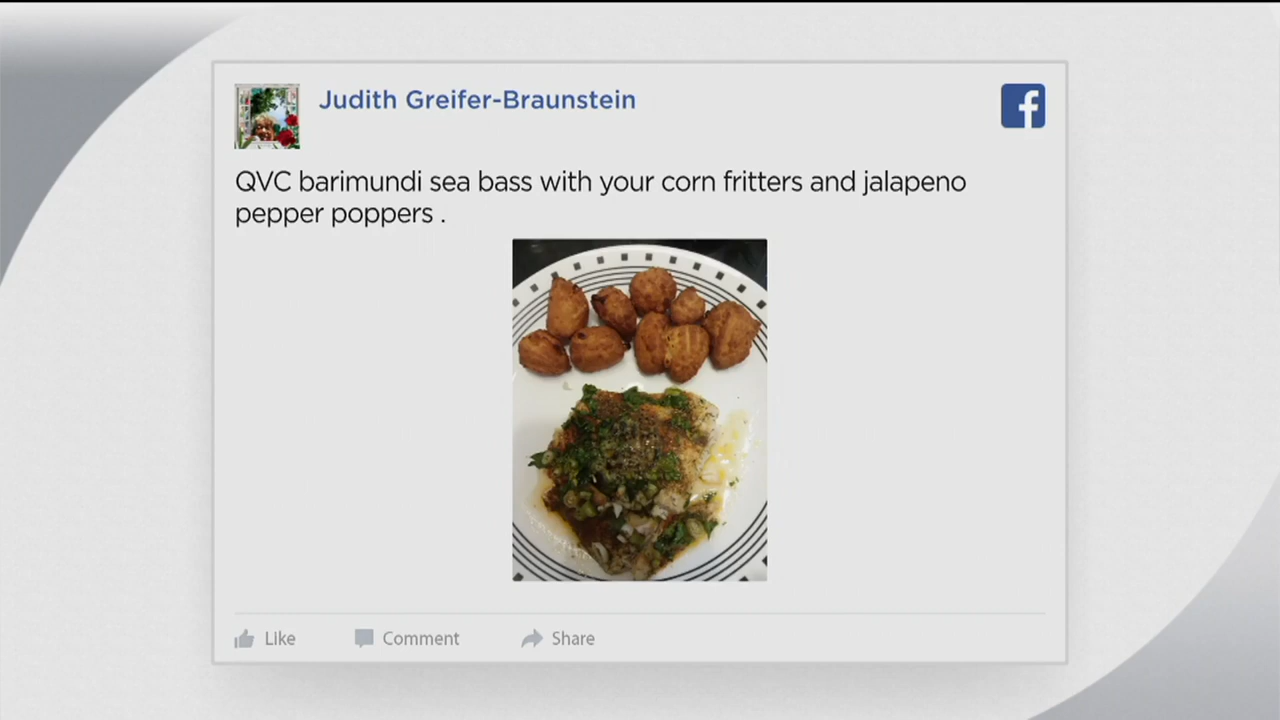 Judith Greifer-Braunstein
f
QVC barimundi sea bass with your corn fritters and jalapeno
pepper poppers .
Like Comment Share